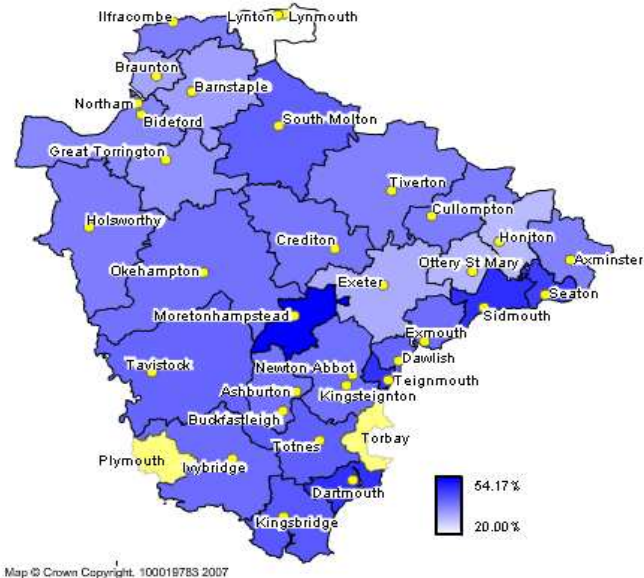 Ilfracombe
Lynton Lynmouth
Braunton
Barnstaple
Northam
Bideford
South Molton
Great Torrington
Tiverton
Cullompton
Holsworthy
Crediton
Honiton
Ottery St Mary
Axminster
Okehampton
Exeter
Seaton
Moretonhampstead
Sidmouth
Exmouth
Dawlish
Tavistock
Newton Abbot
Teignmouth
Ashburton
Kingsteignton
Buckfastleigh
Torbay
Totnes
Plymouth
Ivybridge
Dartmouth
Kingsbridge
54.17%
20.00%
Map © Crown Copyright. 100019783 2007